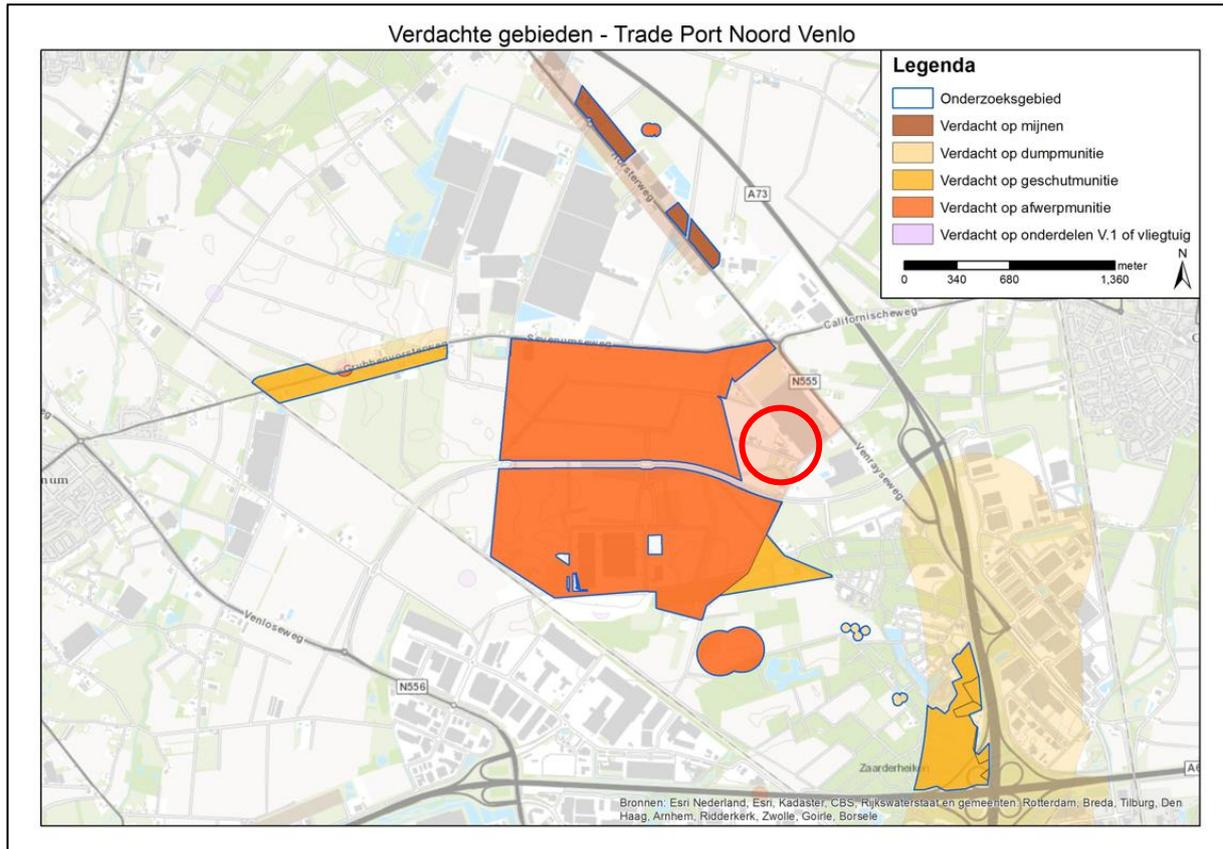 Verdachte gebieden - Trade Port Noord Venlo
Legenda
Onderzoeksgebied
Verdacht op mijnen
Verdacht op dumpmunitie
Verdacht op geschutmunitie
Verdacht op afwerpmunitie
Verdacht op onderdelen V.1 of vliegtuig
N
meter
0 340 680 1,360
Horsterweg
A73
Californischeweg
Sevenumseweg
Grubbenvorsterweg
N555
Venrayseweg
num
Venloseweg
N556
Zaarderheiken
A6
Bronnen: Esri Nederland, Esri, Kadaster, CBS, Rijkswaterstaat en gemeenten: Rotterdam, Breda, Tilburg, Den
Haag, Arnhem, Ridderkerk, Zwolle, Goirle, Borsele